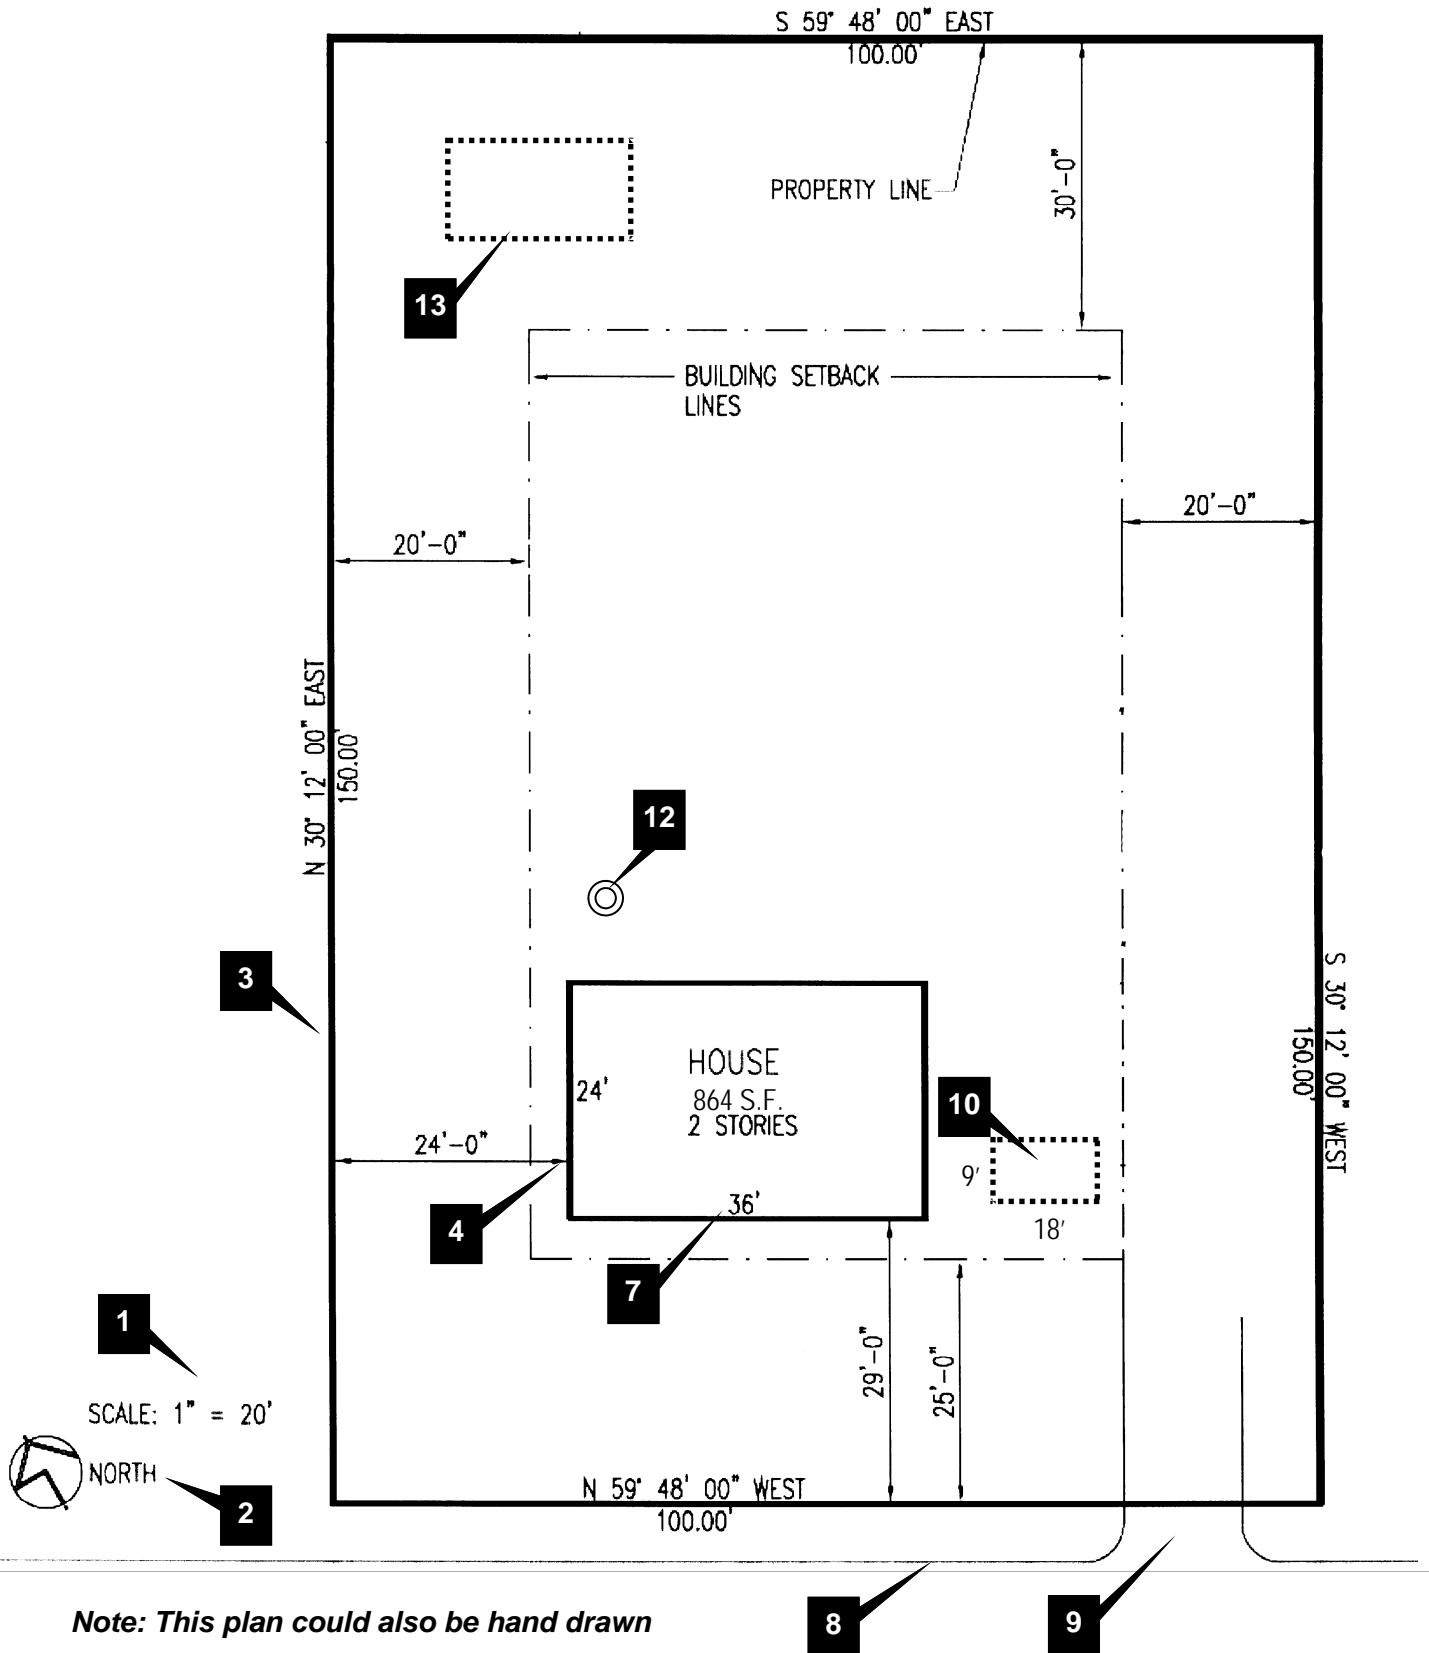 S 59° 48' 00" EAST
100.00'
PROPERTY LINE
30'-0"
13
BUILDING SETBACK
LINES
20'-0"
20'-0"
N 30° 12' 00" EAST
150.00'
12
3
S 30° 12' 00" WEST
150.00'
HOUSE
864 S.F.
2 STORIES
24'
36'
10
9'
18'
24'-0"
4
7
29'-0"
25'-0"
1
SCALE: 1" = 20'
NORTH
2
N 59° 48' 00" WEST
100.00'
8
9
Note: This plan could also be hand drawn